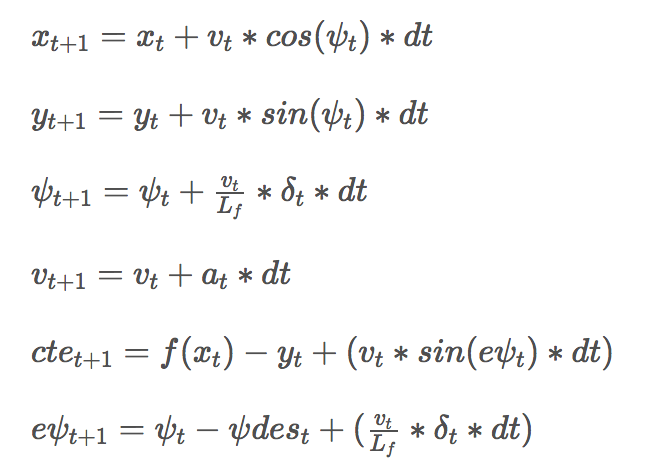 x_{t+1} = x_t + v_t * cos(ψ_t) * dt
y_{t+1} = y_t + v_t * sin(ψ_t) * dt
ψ_{t+1} = ψ_t + \frac{v_t}{L_f} * δ_t * dt
v_{t+1} = v_t + a_t * dt
cte_{t+1} = f(x_t) - y_t + (v_t * sin(eψ_t) * dt)
eψ_{t+1} = ψ_t - ψdes_t + (\frac{v_t}{L_f} * δ_t * dt)